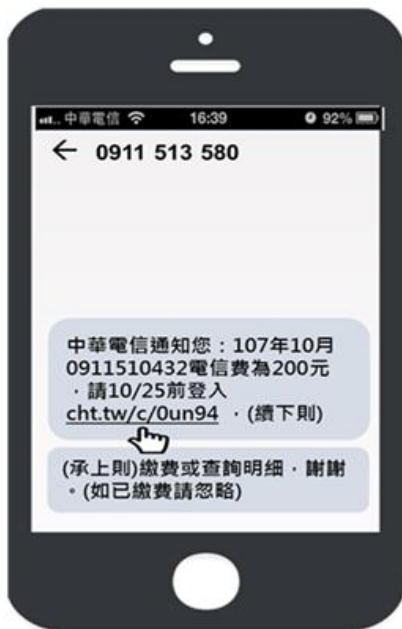 中華電信 16:39 92%
← 0911 513 580
中華電信通知您：107年10月
0911510432電信費為200元
，請10/25前登入
cht.tw/c/0un94 ，(續下則)
(承上則)繳費或查詢明細，謝謝
。(如已繳費請忽略)